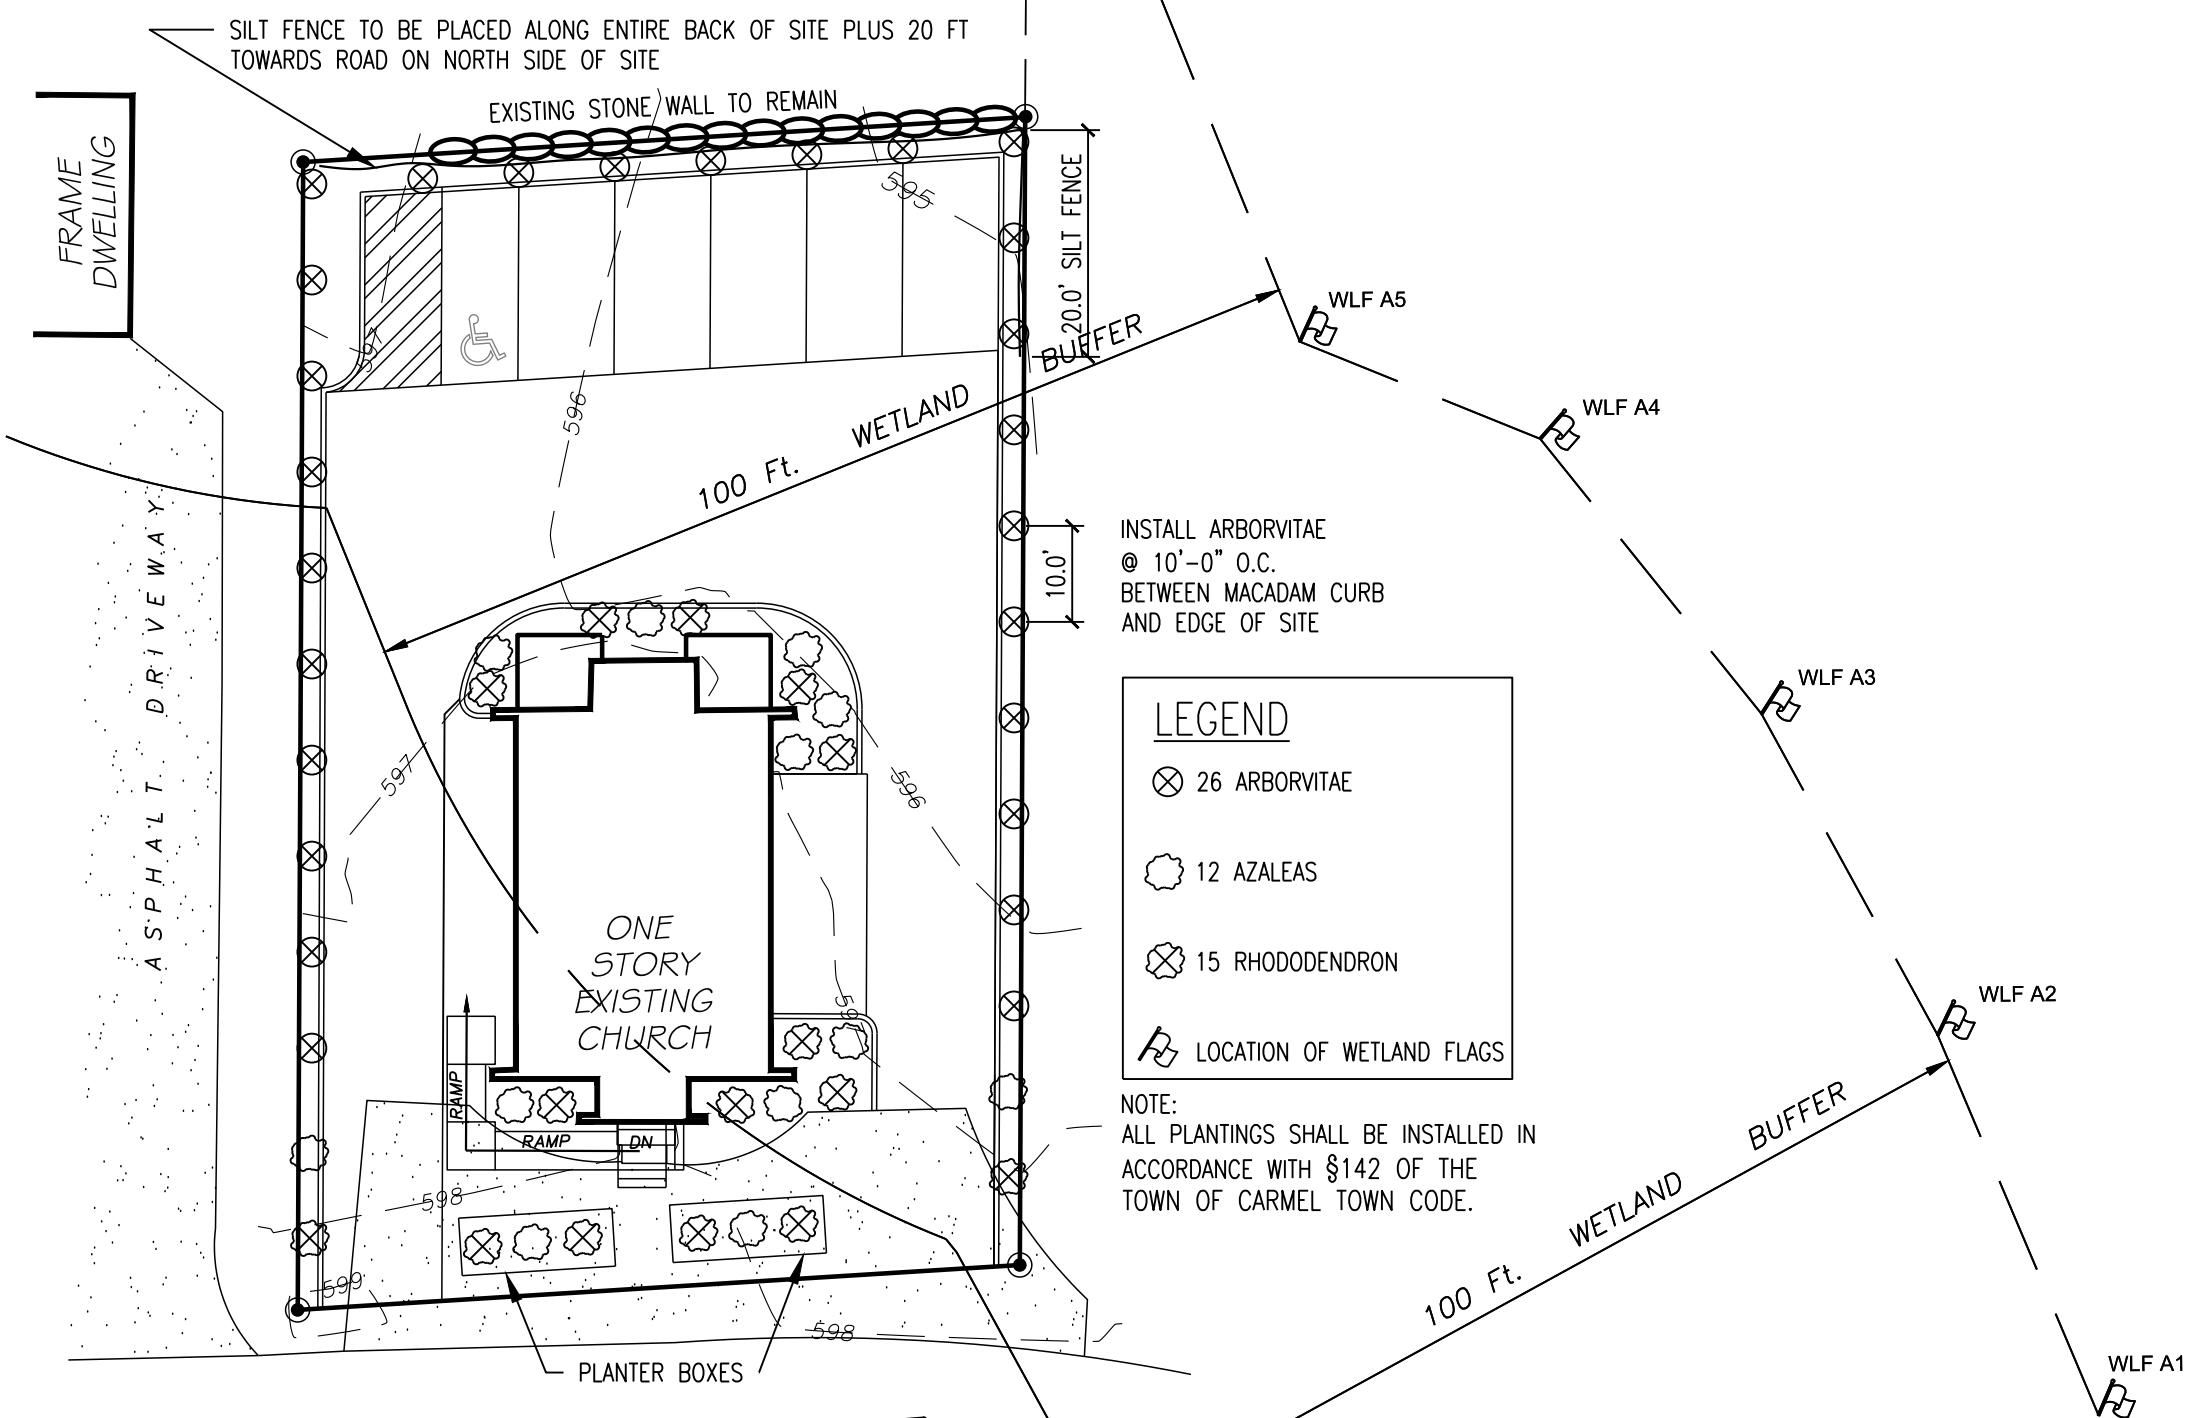 SILT FENCE TO BE PLACED ALONG ENTIRE BACK OF SITE PLUS 20 FT
TOWARDS ROAD ON NORTH SIDE OF SITE
EXISTING STONE WALL TO REMAIN
FRAME
DWELLING
595
20.0' SILT FENCE
596
100 Ft. WETLAND BUFFER
WLF A5
WLF A4
ASPHALT DRIVEWAY
10.0'
INSTALL ARBORVITAE
@ 10'-0" O.C.
BETWEEN MACADAM CURB
AND EDGE OF SITE
WLF A3
597
596
LEGEND
26 ARBORVITAE
12 AZALEAS
15 RHODODENDRON
LOCATION OF WETLAND FLAGS
ONE
STORY
EXISTING
CHURCH
WLF A2
RAMP
RAMP
DN
NOTE:
ALL PLANTINGS SHALL BE INSTALLED IN
ACCORDANCE WITH §142 OF THE
TOWN OF CARMEL TOWN CODE.
100 Ft. WETLAND BUFFER
598
599
598
PLANTER BOXES
WLF A1